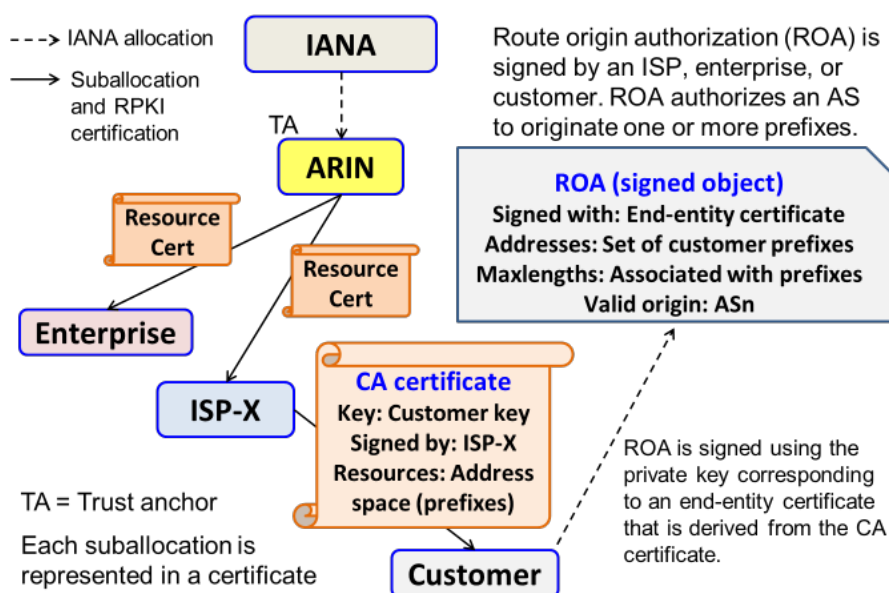 IANA allocation
Suballocation
and RPKI
certification
IANA
TA
ARIN
Resource
Cert
Resource
Cert
Enterprise
ISP-X
CA certificate
Key: Customer key
Signed by: ISP-X
Resources: Address
space (prefixes)
Customer
TA = Trust anchor
Each suballocation is
represented in a certificate
Route origin authorization (ROA) is
signed by an ISP, enterprise, or
customer. ROA authorizes an AS
to originate one or more prefixes.
ROA (signed object)
Signed with: End-entity certificate
Addresses: Set of customer prefixes
Maxlengths: Associated with prefixes
Valid origin: ASn
ROA is signed using the
private key corresponding
to an end-entity certificate
that is derived from the CA
certificate.